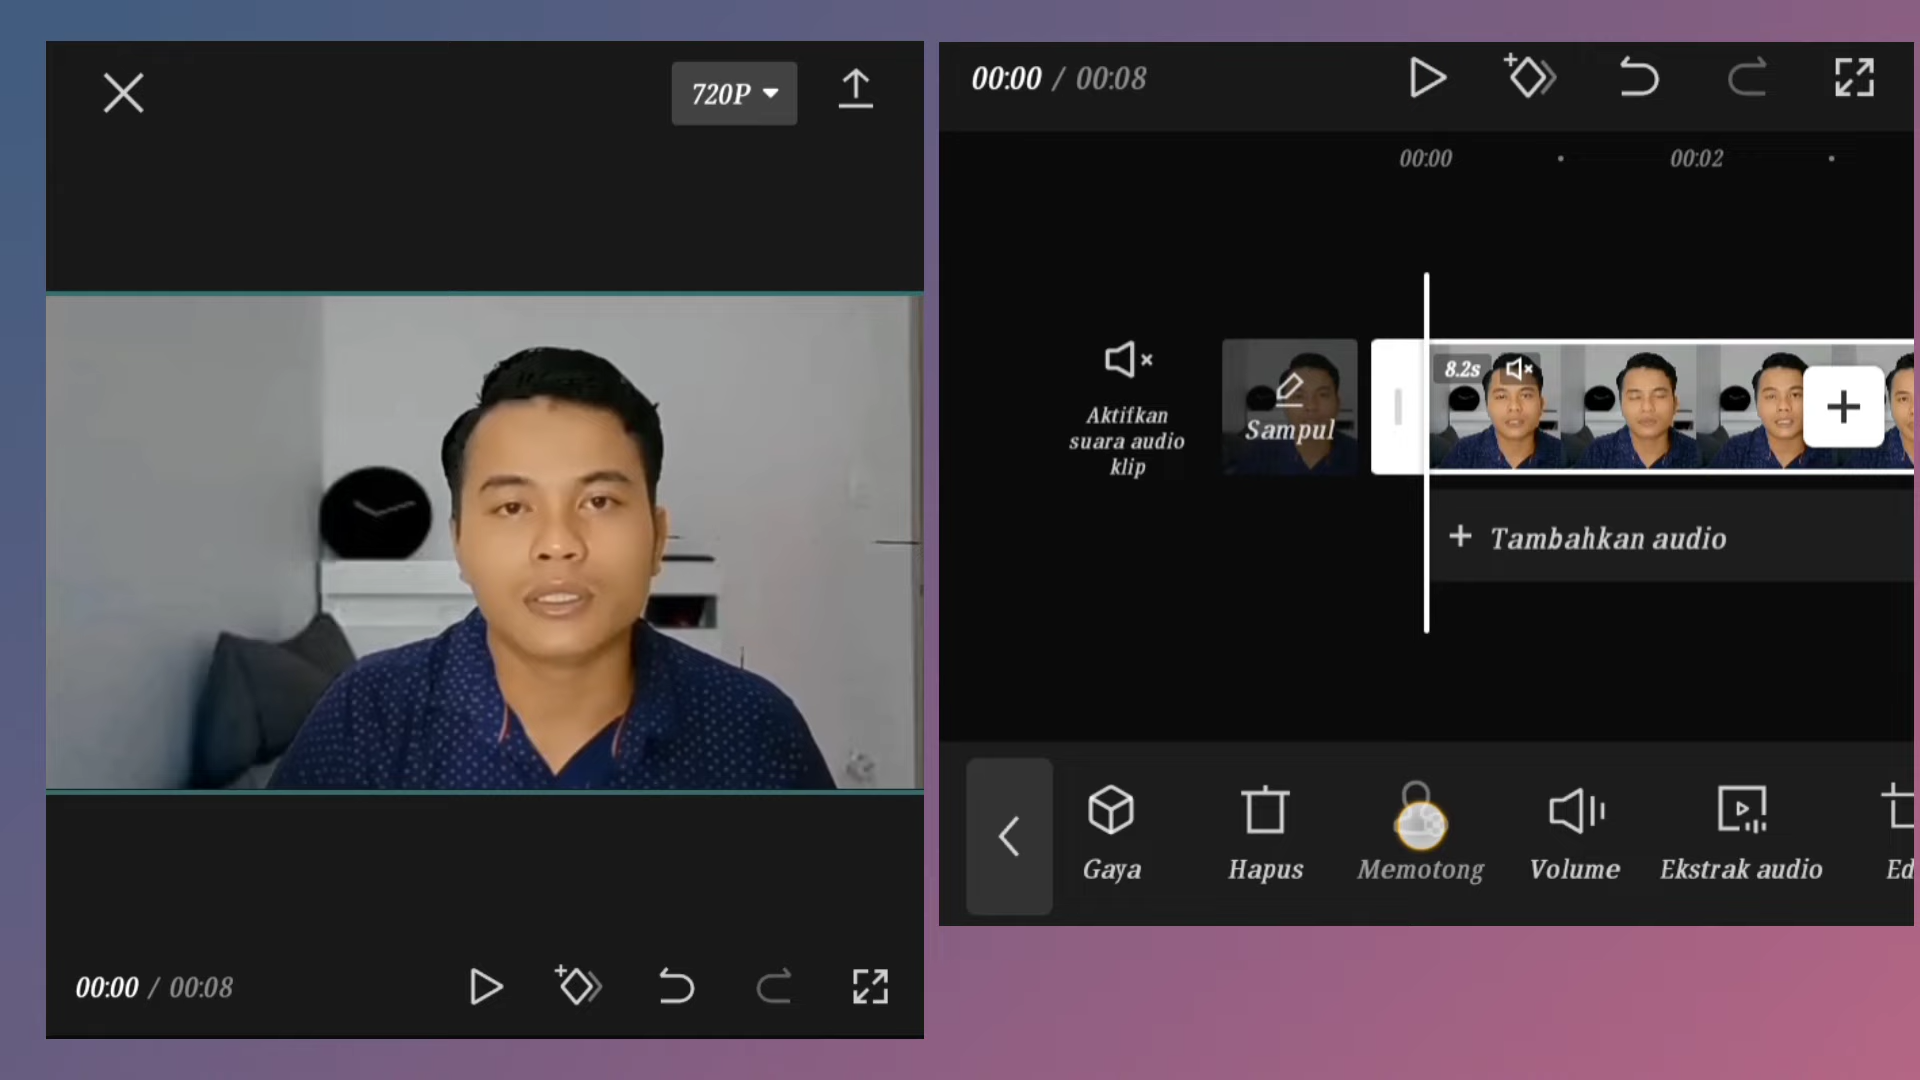 720P
00:00 / 00:08
00:00 / 00:08
00:00
00:02
Aktifkan
suara audio
klip
Sampul
8.2s
+ Tambahkan audio
Gaya
Hapus
Memotong
Volume
Ekstrak audio
Ed